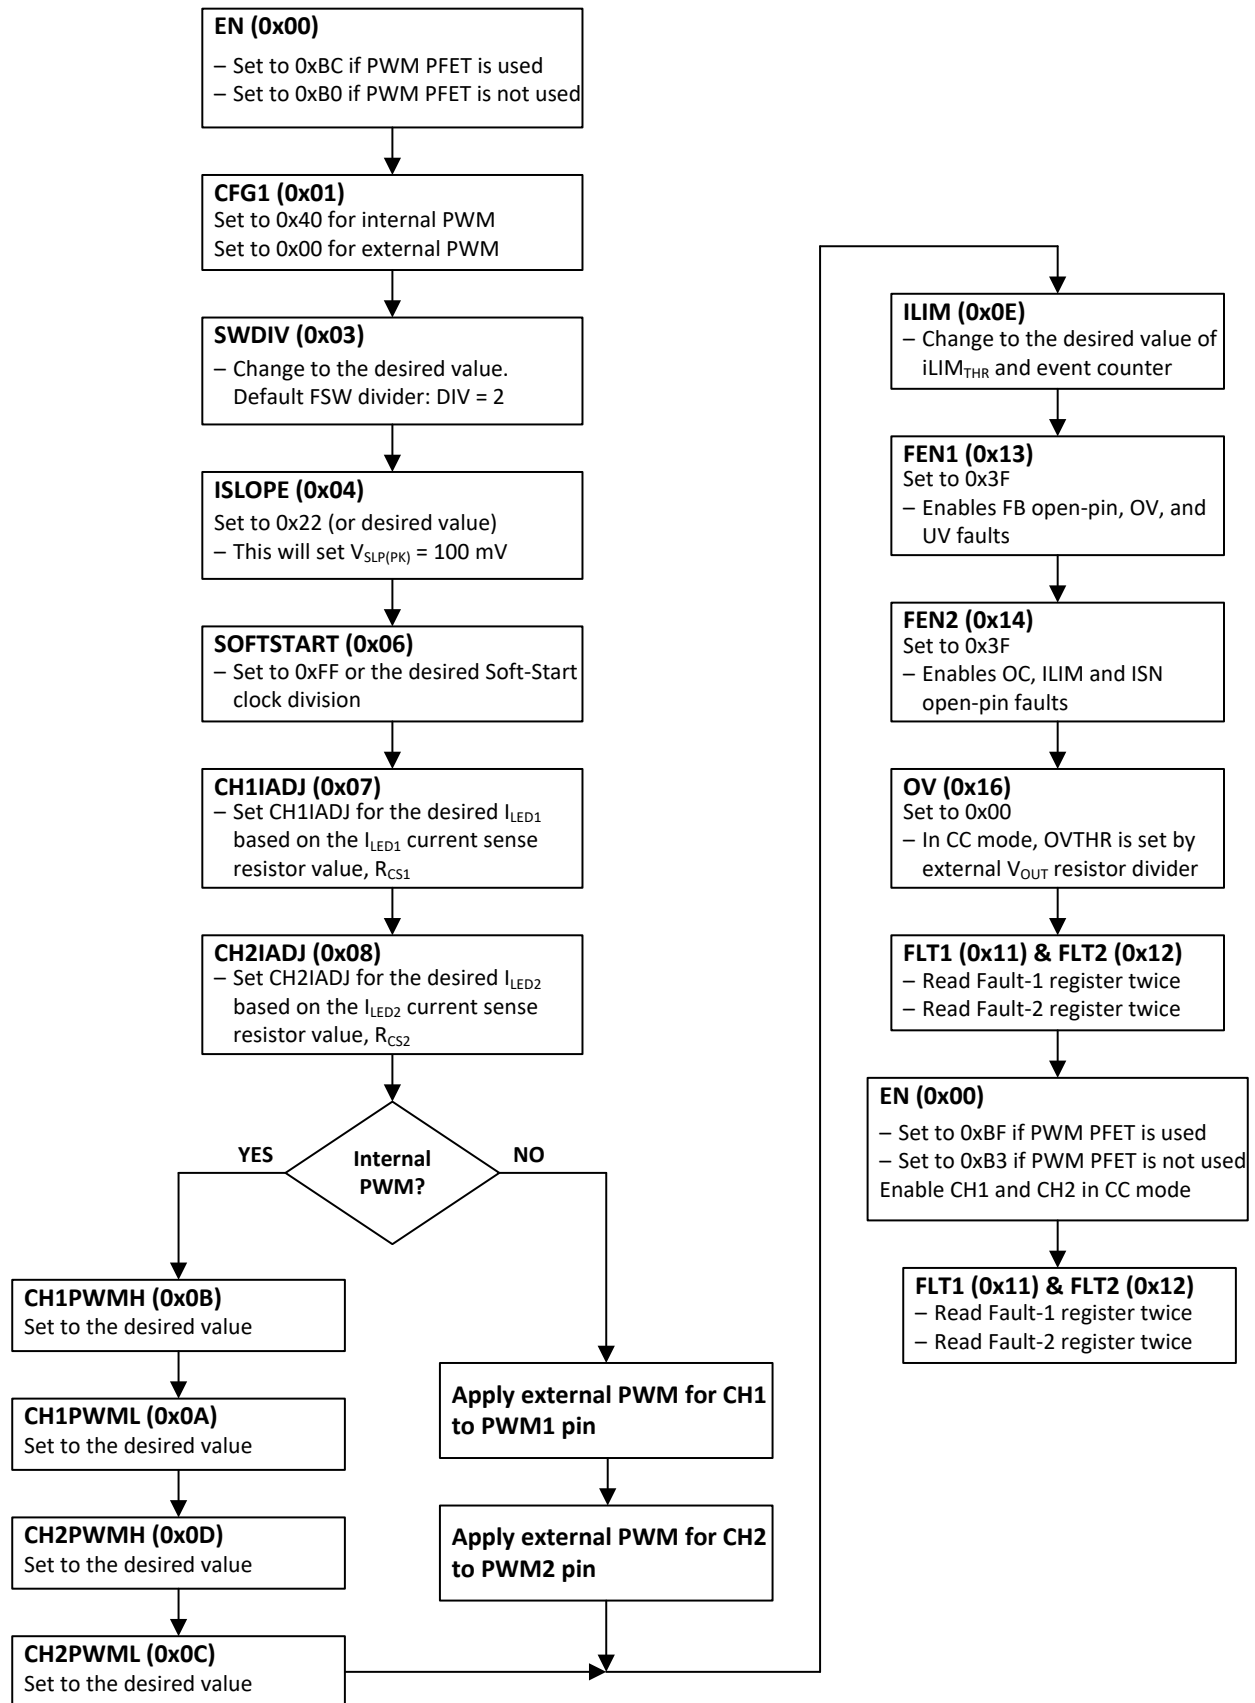 EN (0x00)
– Set to 0xBC if PWM PFET is used
– Set to 0xB0 if PWM PFET is not used
CFG1 (0x01)
Set to 0x40 for internal PWM
Set to 0x00 for external PWM
SWDIV (0x03)
– Change to the desired value.
Default FSW divider: DIV = 2
ISLOPE (0x04)
Set to 0x22 (or desired value)
– This will set VSLP(PK) = 100 mV
SOFTSTART (0x06)
– Set to 0xFF or the desired Soft-Start
clock division
CH1IADJ (0x07)
– Set CH1IADJ for the desired ILED1
based on the ILED1 current sense
resistor value, RCS1
CH2IADJ (0x08)
– Set CH2IADJ for the desired ILED2
based on the ILED2 current sense
resistor value, RCS2
Internal
PWM?
YES
NO
CH1PWMH (0x0B)
Set to the desired value
CH1PWML (0x0A)
Set to the desired value
CH2PWMH (0x0D)
Set to the desired value
CH2PWML (0x0C)
Set to the desired value
Apply external PWM for CH1
to PWM1 pin
Apply external PWM for CH2
to PWM2 pin
ILIM (0x0E)
– Change to the desired value of
iLIMTHR and event counter
FEN1 (0x13)
Set to 0x3F
– Enables FB open-pin, OV, and
UV faults
FEN2 (0x14)
Set to 0x3F
– Enables OC, ILIM and ISN
open-pin faults
OV (0x16)
Set to 0x00
– In CC mode, OVTHR is set by
external VOUT resistor divider
FLT1 (0x11) & FLT2 (0x12)
– Read Fault-1 register twice
– Read Fault-2 register twice
EN (0x00)
– Set to 0xBF if PWM PFET is used
– Set to 0xB3 if PWM PFET is not used
Enable CH1 and CH2 in CC mode
FLT1 (0x11) & FLT2 (0x12)
– Read Fault-1 register twice
– Read Fault-2 register twice